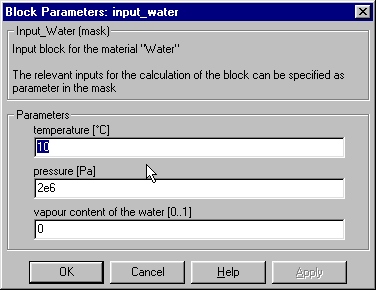 Block Parameters: input_water
Input_Water (mask)
Input block for the material "Water"
The relevant inputs for the calculation of the block can be specified as
parameter in the mask
Parameters
temperature [°C]
10
pressure [Pa]
2e6
vapour content of the water [0..1]
0
OK Cancel Help Apply